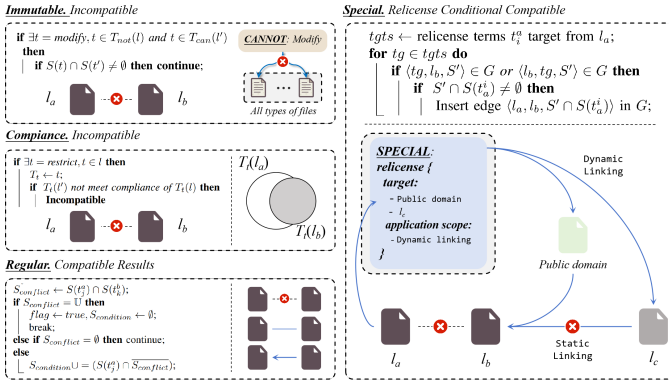 Immutable. Incompatible
if ∃t = modify, t ∈ T_not(l) and t ∈ T_can(l′)
then
if S(t) ∩ S(t′) ≠ ∅ then continue;
CANNOT: Modify
All types of files
l_a
l_b
Compiance. Incompatible
if ∃t = restrict, t ∈ l then
T_t ← t;
if T_t(l′) not meet compliance of T_t(l) then
Incompatible
l_a
l_b
T_t(l_a)
T_t(l_b)
Regular. Compatible Results
S_conflict ← S(t_j^a) ∩ S(t_k^b);
if S_conflict = 𝕌 then
flag ← true, S_condition ← ∅;
break;
else if S_conflict = ∅ then continue;
else
S_condition ∪ = (S(t_j^a) ∩ \overline{S_conflict});
Special. Relicense Conditional Compatible
tgts ← relicense terms t_i^a target from l_a;
for tg ∈ tgts do
if ⟨tg, l_b, S′⟩ ∈ G or ⟨l_b, tg, S′⟩ ∈ G then
if S′ ∩ S(t_a^i) ≠ ∅ then
Insert edge ⟨l_a, l_b, S′ ∩ S(t_a^i)⟩ in G;
SPECIAL:
relicense {
target:
- Public domain
- l_c
application scope:
- Dynamic linking
}
Dynamic
Linking
Public domain
Static
Linking
l_a
l_b
l_c